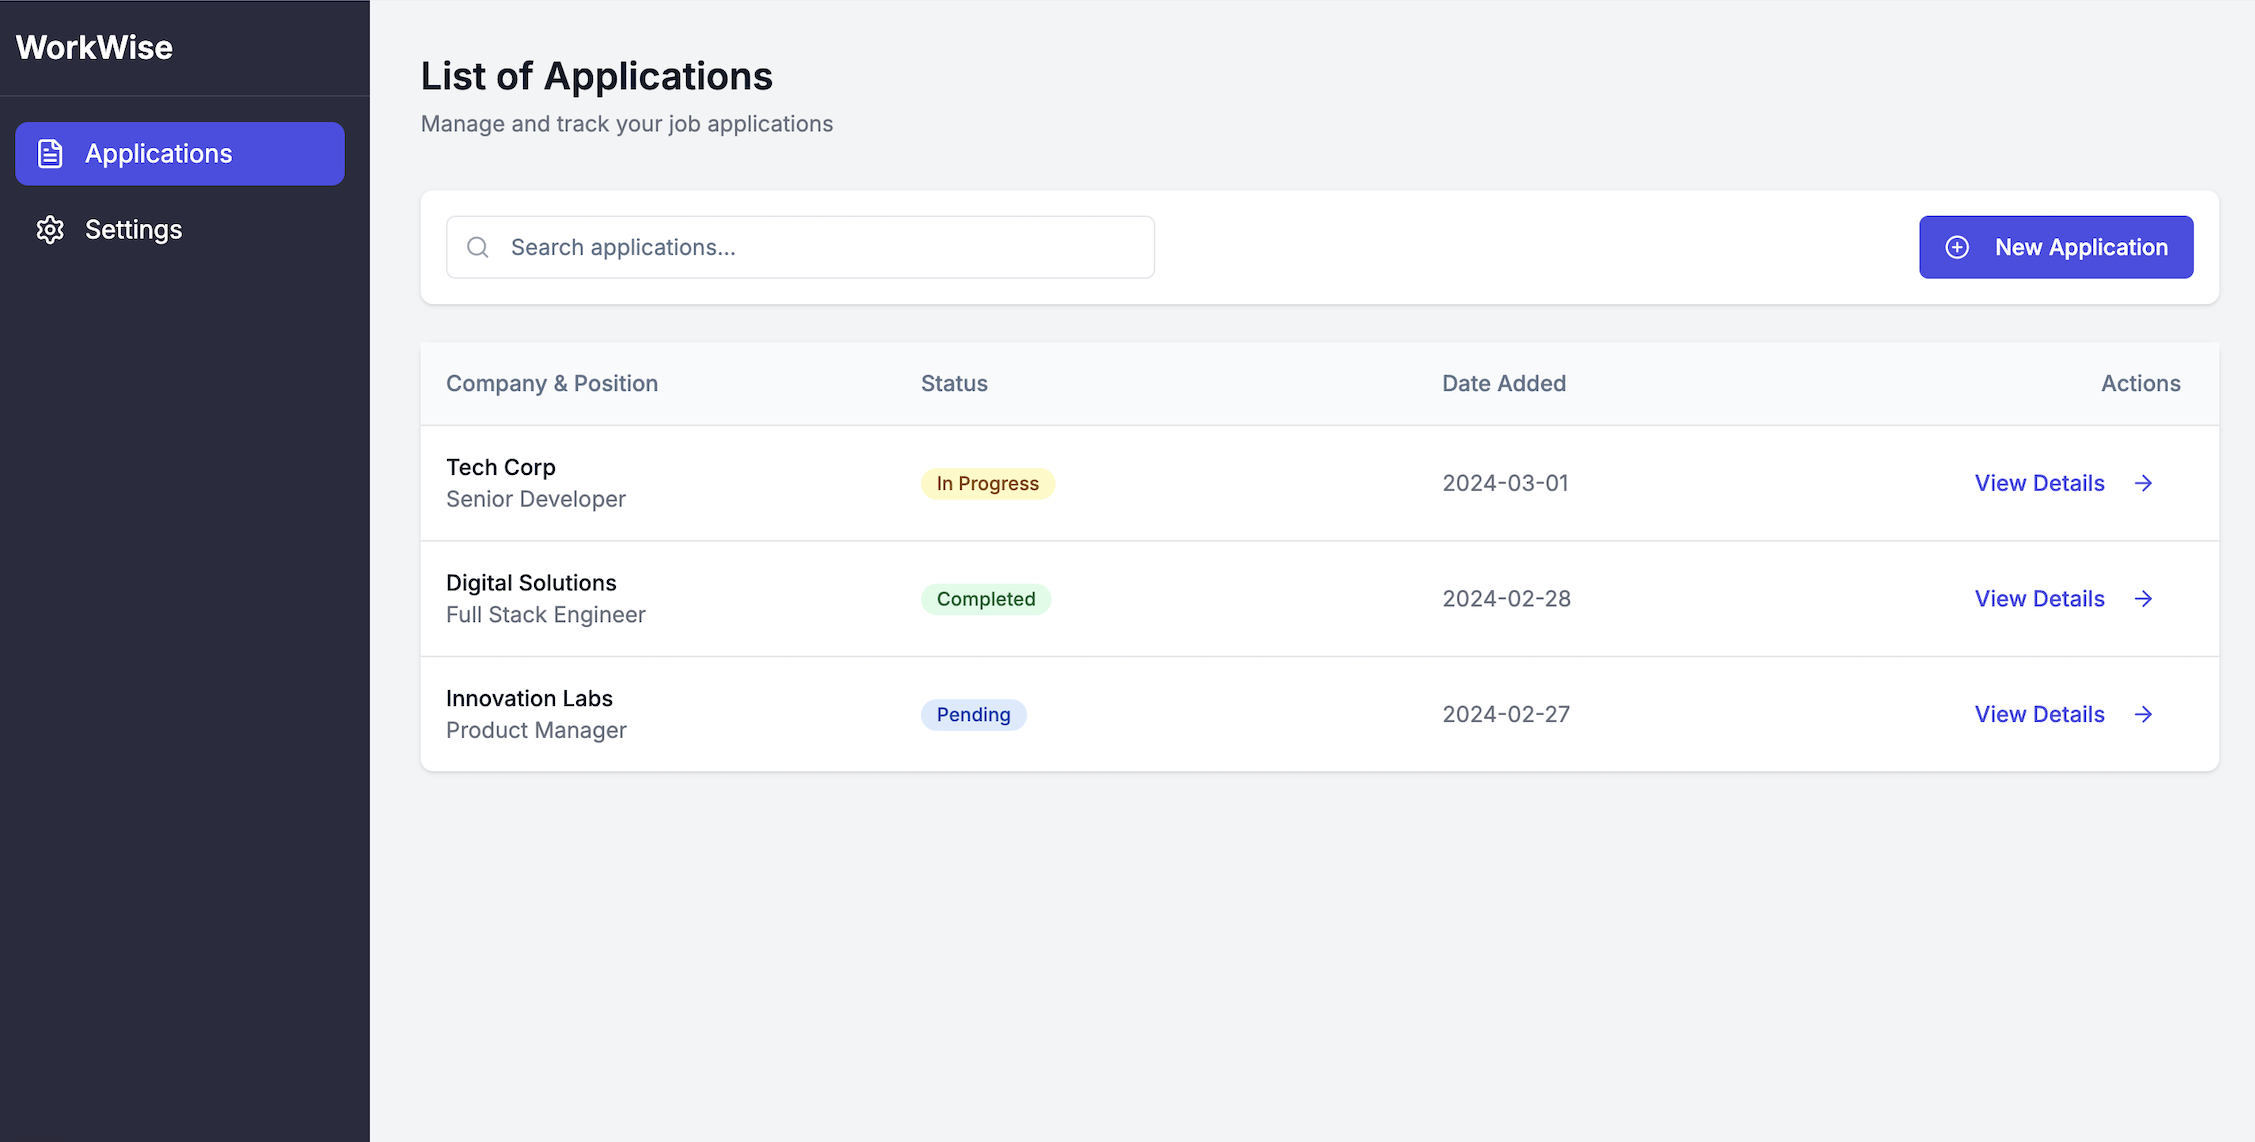 WorkWise
Applications
Settings
List of Applications
Manage and track your job applications
Search applications...
New Application
Company & Position Status Date Added Actions
Tech Corp
Senior Developer
In Progress 2024-03-01 View Details
Digital Solutions
Full Stack Engineer
Completed 2024-02-28 View Details
Innovation Labs
Product Manager
Pending 2024-02-27 View Details